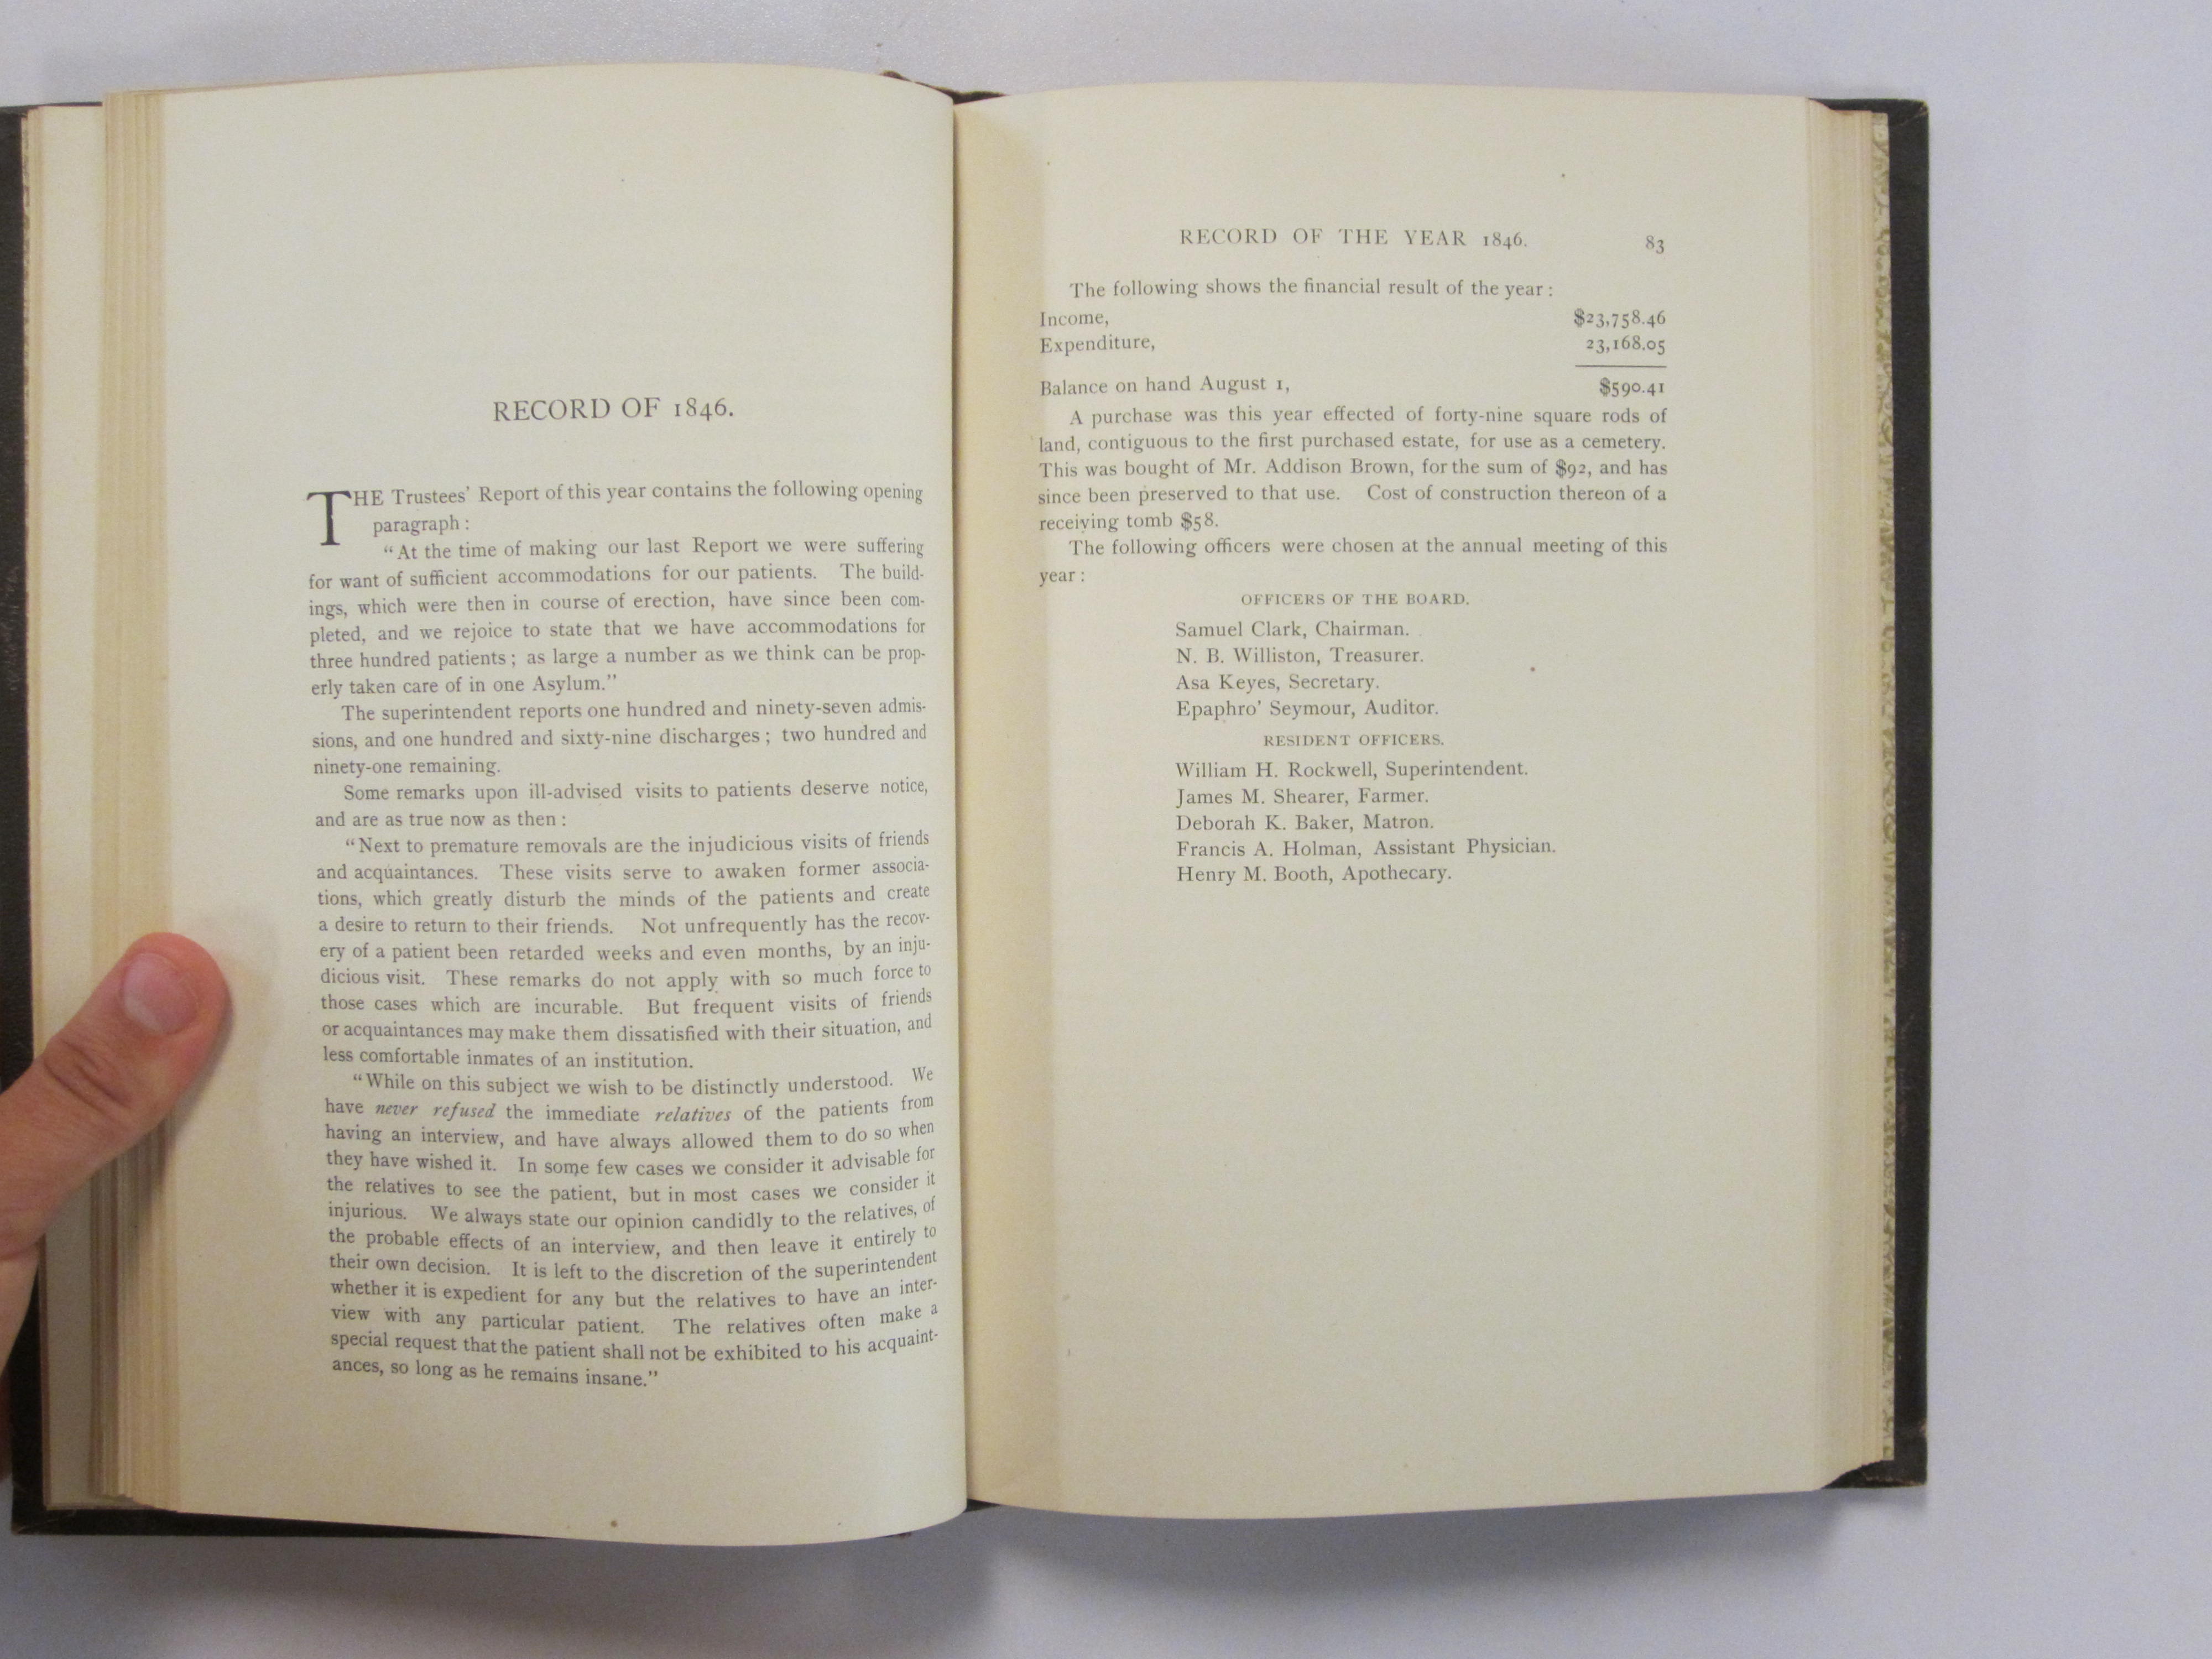 RECORD OF 1846.
THE Trustees' Report of this year contains the following opening
paragraph:
"At the time of making our last Report we were suffering
for want of sufficient accommodations for our patients. The build-
ings, which were then in course of erection, have since been com-
pleted, and we rejoice to state that we have accommodations for
three hundred patients; as large a number as we think can be prop-
erly taken care of in one Asylum."
The superintendent reports one hundred and ninety-seven admis-
sions, and one hundred and sixty-nine discharges; two hundred and
ninety-one remaining.
Some remarks upon ill-advised visits to patients deserve notice,
and are as true now as then:
"Next to premature removals are the injudicious visits of friends
and acquaintances. These visits serve to awaken former associa-
tions, which greatly disturb the minds of the patients and create
a desire to return to their friends. Not unfrequently has the recov-
ery of a patient been retarded weeks and even months, by an inju-
dicious visit. These remarks do not apply with so much force to
those cases which are incurable. But frequent visits of friends
or acquaintances may make them dissatisfied with their situation, and
less comfortable inmates of an institution.
"While on this subject we wish to be distinctly understood. We
have never refused the immediate relatives of the patients from
having an interview, and have always allowed them to do so when
they have wished it. In some few cases we consider it advisable for
the relatives to see the patient, but in most cases we consider it
injurious. We always state our opinion candidly to the relatives, of
the probable effects of an interview, and then leave it entirely to
their own decision. It is left to the discretion of the superintendent
whether it is expedient for any but the relatives to have an inter-
view with any particular patient. The relatives often make a
special request that the patient shall not be exhibited to his acquaint-
ances, so long as he remains insane."
RECORD OF THE YEAR 1846. 83
The following shows the financial result of the year:
Income, $23,758.46
Expenditure, 23,168.05
Balance on hand August 1, $590.41
A purchase was this year effected of forty-nine square rods of
land, contiguous to the first purchased estate, for use as a cemetery.
This was bought of Mr. Addison Brown, for the sum of $92, and has
since been preserved to that use. Cost of construction thereon of a
receiving tomb $58.
The following officers were chosen at the annual meeting of this
year:
OFFICERS OF THE BOARD.
Samuel Clark, Chairman.
N. B. Williston, Treasurer.
Asa Keyes, Secretary.
Epaphro' Seymour, Auditor.
RESIDENT OFFICERS.
William H. Rockwell, Superintendent.
James M. Shearer, Farmer.
Deborah K. Baker, Matron.
Francis A. Holman, Assistant Physician.
Henry M. Booth, Apothecary.